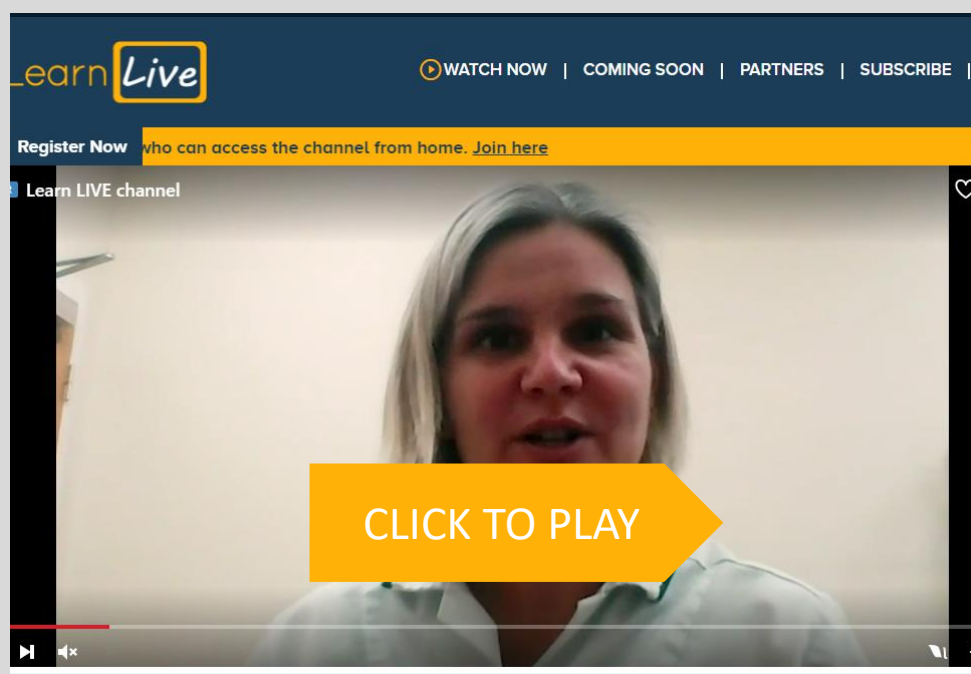 Learn Live
WATCH NOW | COMING SOON | PARTNERS | SUBSCRIBE |
Register Now who can access the channel from home. Join here
Learn LIVE channel
CLICK TO PLAY